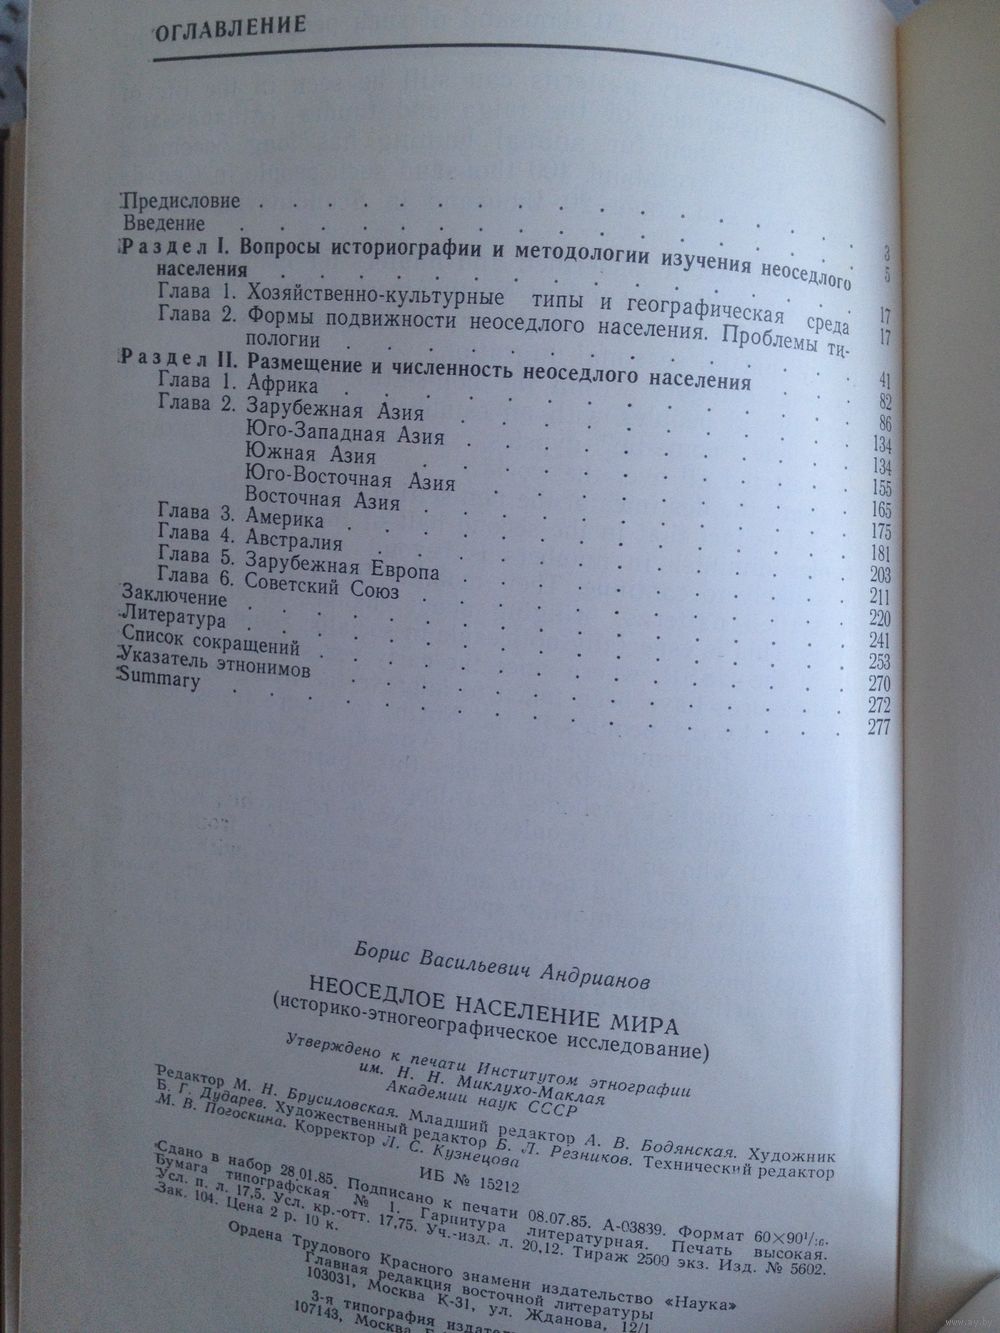 ОГЛАВЛЕНИЕ
Предисловие . . . . . . . . . . . . . . 3
Введение . . . . . . . . . . . . . . 5
Раздел I. Вопросы историографии и методологии изучения неоседлого
населения . . . . . . . . . . . . . . 17
Глава 1. Хозяйственно-культурные типы и географическая среда 17
Глава 2. Формы подвижности неоседлого населения. Проблемы ти-
пологии . . . . . . . . . . . . . . 41
Раздел II. Размещение и численность неоседлого населения . . . 82
Глава 1. Африка . . . . . . . . . . . . . . 86
Глава 2. Зарубежная Азия . . . . . . . . . . . . 134
Юго-Западная Азия . . . . . . . . . . . . 134
Южная Азия . . . . . . . . . . . . 155
Юго-Восточная Азия . . . . . . . . . . . 165
Восточная Азия . . . . . . . . . . . . 175
Глава 3. Америка . . . . . . . . . . . . . . 181
Глава 4. Австралия . . . . . . . . . . . . . 203
Глава 5. Зарубежная Европа . . . . . . . . . . . 211
Глава 6. Советский Союз . . . . . . . . . . . . 220
Заключение . . . . . . . . . . . . . . 241
Литература . . . . . . . . . . . . . . 253
Список сокращений . . . . . . . . . . . . . 270
Указатель этнонимов . . . . . . . . . . . . . 272
Summary . . . . . . . . . . . . . . 277
Борис Васильевич Андрианов
НЕОСЕДЛОЕ НАСЕЛЕНИЕ МИРА
(историко-этногеографическое исследование)
Утверждено к печати Институтом этнографии
им. Н. Н. Миклухо-Маклая
Академии наук СССР
Редактор М. Н. Брусиловская. Младший редактор А. В. Бодянская. Художник
Б. Г. Дударев. Художественный редактор Б. Л. Резников. Технический редактор
М. В. Погоскина. Корректор Л. С. Кузнецова
ИБ № 15212
Сдано в набор 28.01.85. Подписано к печати 08.07.85. А-03839. Формат 60×90¹/₁₆.
Бумага типографская № 1. Гарнитура литературная. Печать высокая.
Усл. п. л. 17,5. Усл. кр.-отт. 17,75. Уч.-изд. л. 20,12. Тираж 2500 экз. Изд. № 5602.
Зак. 104. Цена 2 р. 10 к.
Ордена Трудового Красного знамени издательство «Наука»
Главная редакция восточной литературы
103031, Москва К-31, ул. Жданова, 12/1
3-я типография
107143, Москва
www.ay.by